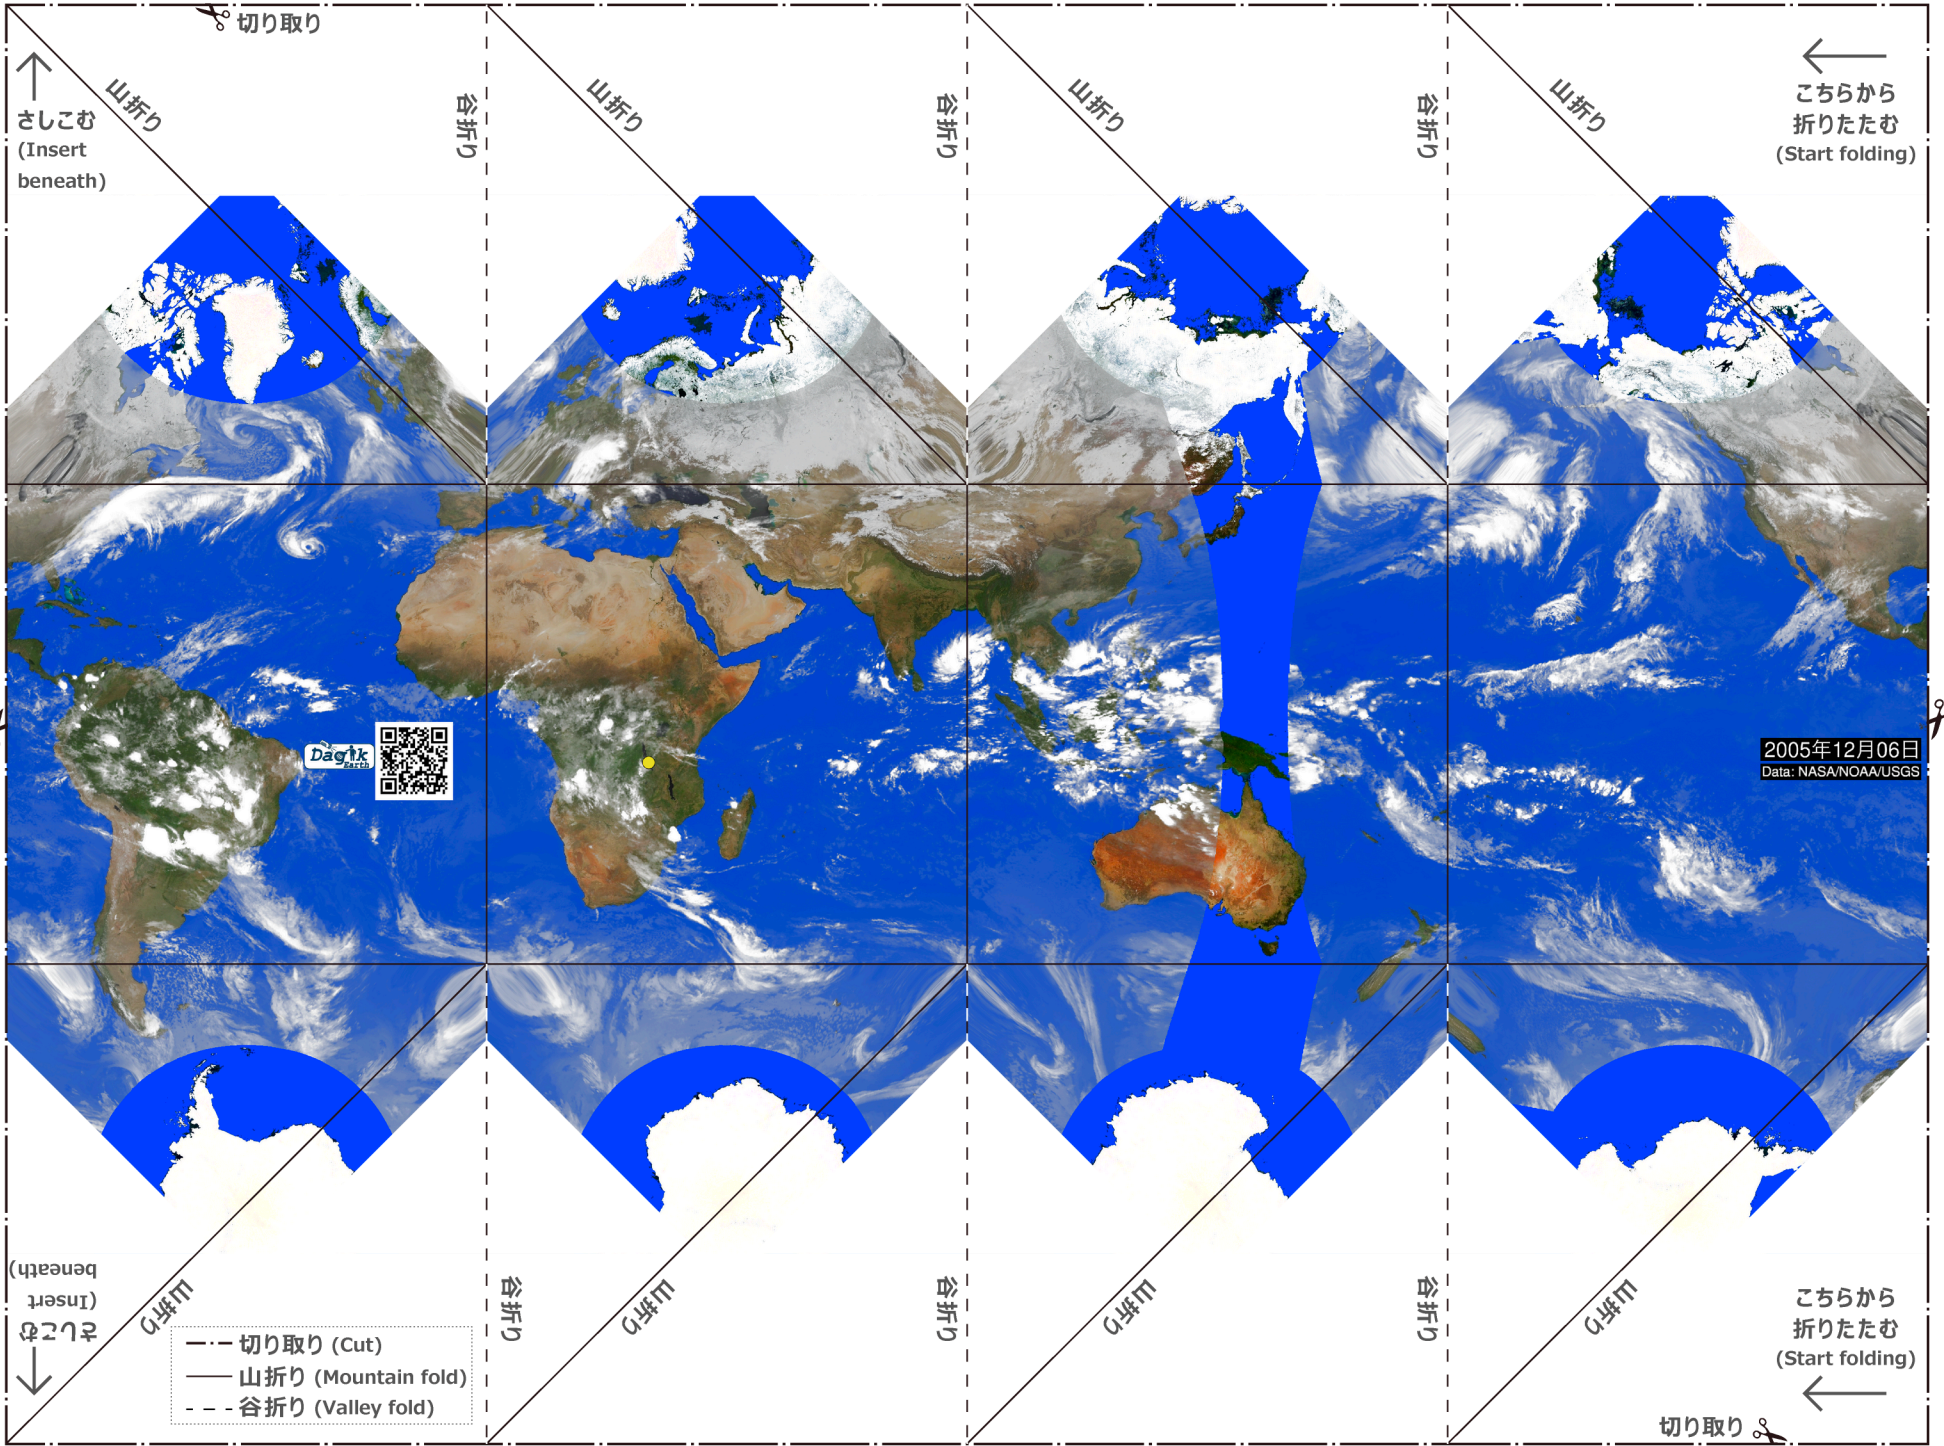 切り取り
山折り
谷折り
山折り
谷折り
山折り
谷折り
山折り
さしこむ
(Insert
beneath)
こちらから
折りたたむ
(Start folding)
Dagik
Earth
2005年12月06日
Data: NASA/NOAA/USGS
さしこむ
(Insert
beneath)
山折り
谷折り
山折り
谷折り
山折り
谷折り
山折り
こちらから
折りたたむ
(Start folding)
切り取り (Cut)
山折り (Mountain fold)
谷折り (Valley fold)
切り取り